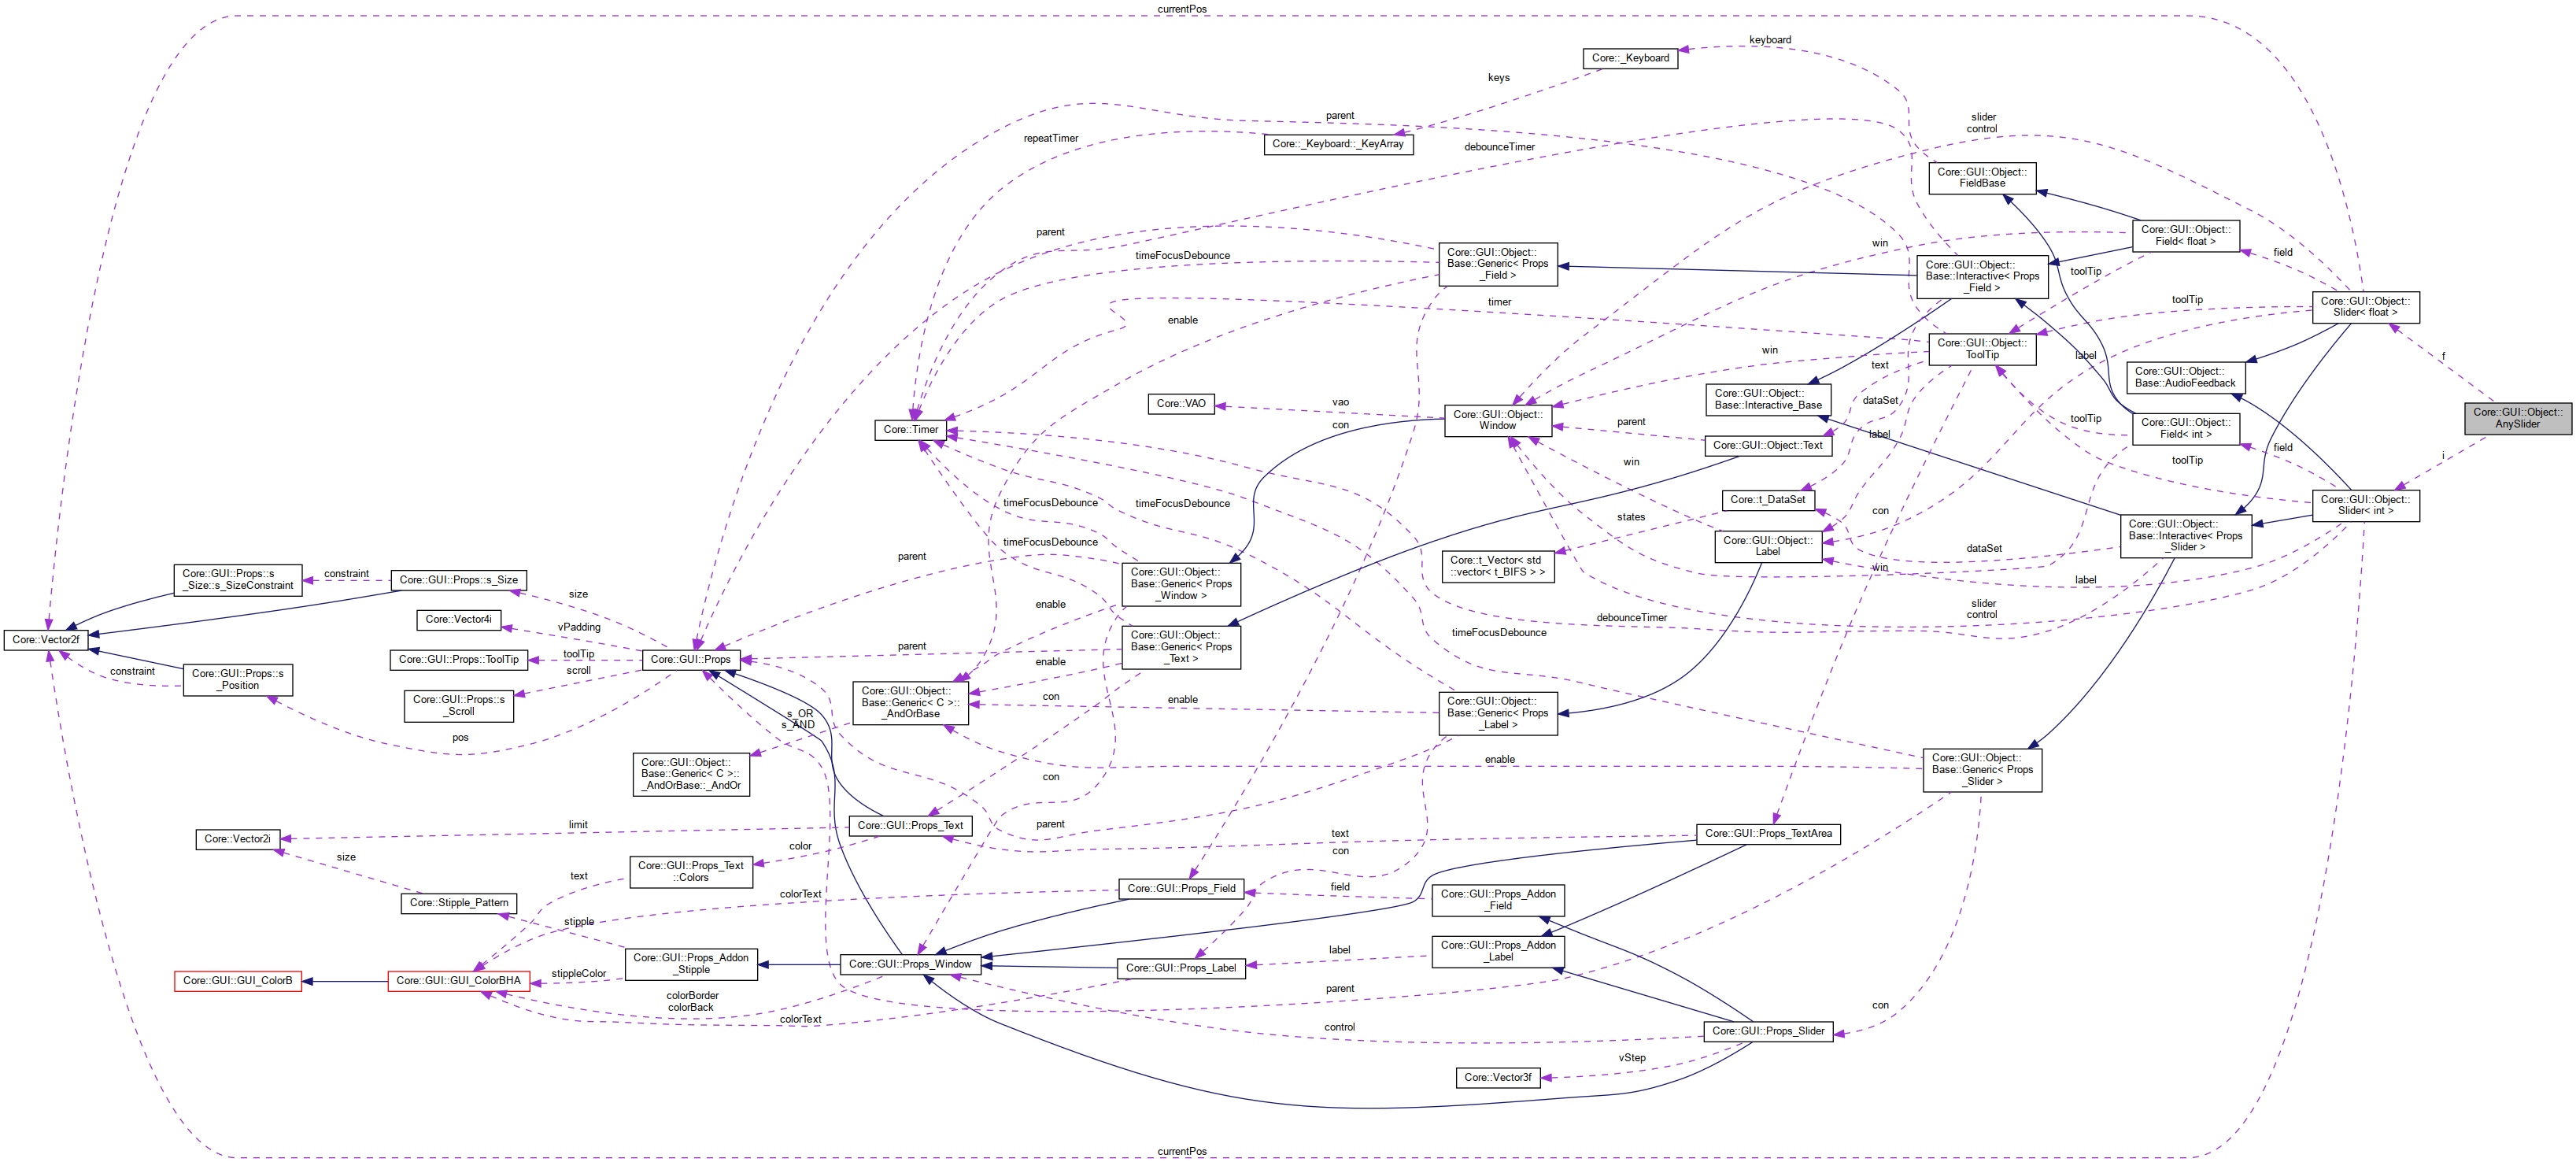 currentPos
keyboard
Core::_Keyboard
keys
parent
slider
control
repeatTimer
debounceTimer
Core::_Keyboard::_KeyArray
Core::GUI::Object::
FieldBase
Core::GUI::Object::
Field< float >
parent
win
field
timeFocusDebounce
Core::GUI::Object::
Base::Generic< Props
_Field >
Core::GUI::Object::
Base::Interactive< Props
_Field >
toolTip
timer
toolTip
Core::GUI::Object::
Slider< float >
enable
Core::GUI::Object::
ToolTip
win
label
f
text
Core::GUI::Object::
Base::AudioFeedback
Core::VAO
vao
Core::GUI::Object::
Window
Core::GUI::Object::
Base::Interactive_Base
dataSet
Core::GUI::Object::
AnySlider
Core::Timer
con
parent
Core::GUI::Object::Text
label
toolTip
Core::GUI::Object::
Field< int >
field
i
win
toolTip
timeFocusDebounce
timeFocusDebounce
states
Core::t_DataSet
con
Core::GUI::Object::
Slider< int >
timeFocusDebounce
parent
Core::t_Vector< std
::vector< t_BIFS > >
Core::GUI::Object::
Label
dataSet
Core::GUI::Object::
Base::Interactive< Props
_Slider >
win
label
Core::GUI::Props::s
_Size::s_SizeConstraint
constraint
Core::GUI::Props::s_Size
size
Core::GUI::Object::
Base::Generic< Props
_Window >
enable
slider
control
debounceTimer
Core::Vector4i
vPadding
timeFocusDebounce
Core::Vector2f
Core::GUI::Object::
Base::Generic< Props
_Text >
parent
Core::GUI::Props::ToolTip
toolTip
Core::GUI::Props
enable
constraint
Core::GUI::Props::s
_Position
scroll
Core::GUI::Props::s
_Scroll
con
enable
Core::GUI::Object::
Base::Generic< C >::
_AndOrBase
s_OR
s_AND
Core::GUI::Object::
Base::Generic< Props
_Label >
pos
Core::GUI::Object::
Base::Generic< C >::
_AndOrBase::_AndOr
con
enable
Core::GUI::Object::
Base::Generic< Props
_Slider >
Core::Vector2i
limit
Core::GUI::Props_Text
parent
text
Core::GUI::Props_TextArea
size
color
con
Core::GUI::Props_Text
::Colors
text
colorText
Core::GUI::Props_Field
field
Core::GUI::Props_Addon
_Field
Core::Stipple_Pattern
stipple
Core::GUI::Props_Addon
_Stipple
Core::GUI::Props_Window
Core::GUI::Props_Label
label
Core::GUI::Props_Addon
_Label
Core::GUI::GUI_ColorB
Core::GUI::GUI_ColorBHA
stippleColor
colorBorder
colorBack
parent
con
colorText
control
Core::GUI::Props_Slider
vStep
Core::Vector3f
currentPos